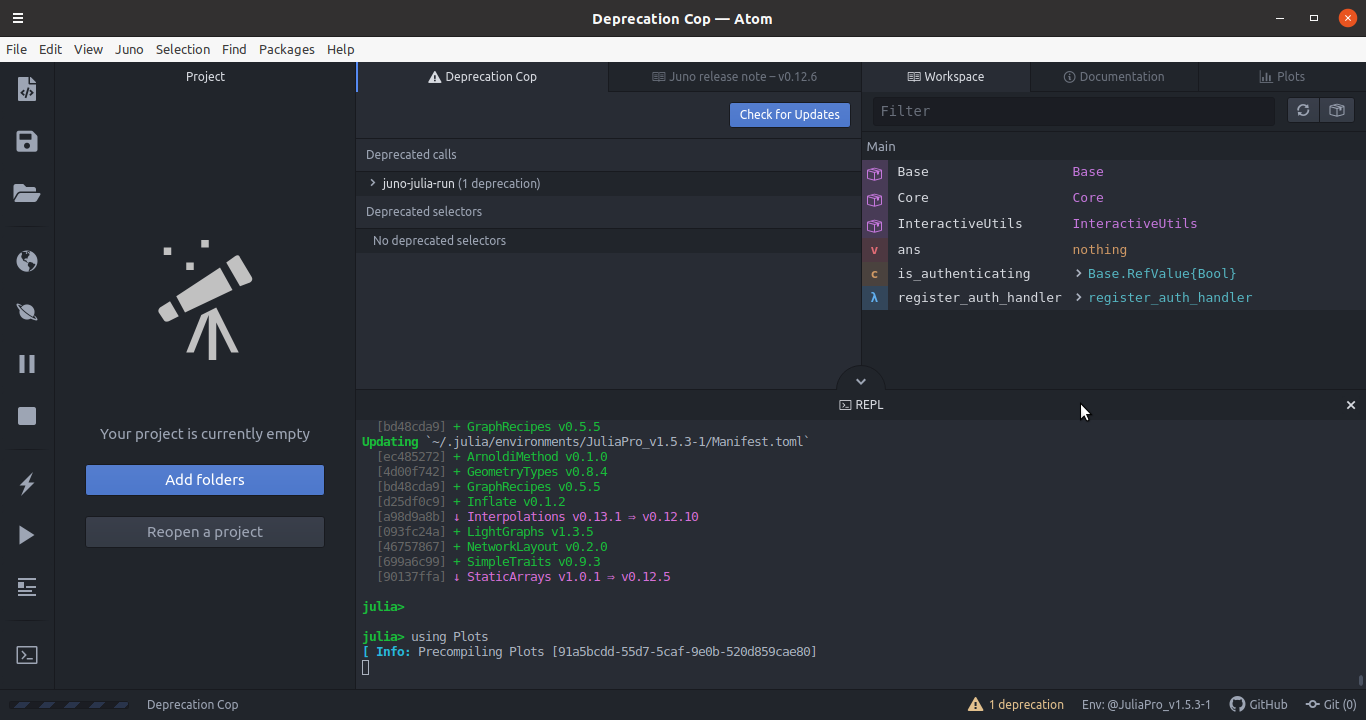 Deprecation Cop — Atom
File Edit View Juno Selection Find Packages Help
Project
Deprecation Cop
Juno release note – v0.12.6
Workspace
Documentation
Plots
Check for Updates
Filter
Deprecated calls
juno-julia-run (1 deprecation)
Deprecated selectors
No deprecated selectors
Main
Base Base
Core Core
InteractiveUtils InteractiveUtils
v ans nothing
c is_authenticating > Base.RefValue{Bool}
λ register_auth_handler > register_auth_handler
Your project is currently empty
Add folders
Reopen a project
REPL
[bd48cda9] + GraphRecipes v0.5.5
Updating `~/.julia/environments/JuliaPro_v1.5.3-1/Manifest.toml`
[ec485272] + ArnoldiMethod v0.1.0
[4d00f742] + GeometryTypes v0.8.4
[bd48cda9] + GraphRecipes v0.5.5
[d25df0c9] + Inflate v0.1.2
[a98d9a8b] ↓ Interpolations v0.13.1 ⇒ v0.12.10
[093fc24a] + LightGraphs v1.3.5
[46757867] + NetworkLayout v0.2.0
[699a6c99] + SimpleTraits v0.9.3
[90137ffa] ↓ StaticArrays v1.0.1 ⇒ v0.12.5
julia>
julia> using Plots
[ Info: Precompiling Plots [91a5bcdd-55d7-5caf-9e0b-520d859cae80]
Deprecation Cop
1 deprecation
Env: @JuliaPro_v1.5.3-1
GitHub
Git (0)